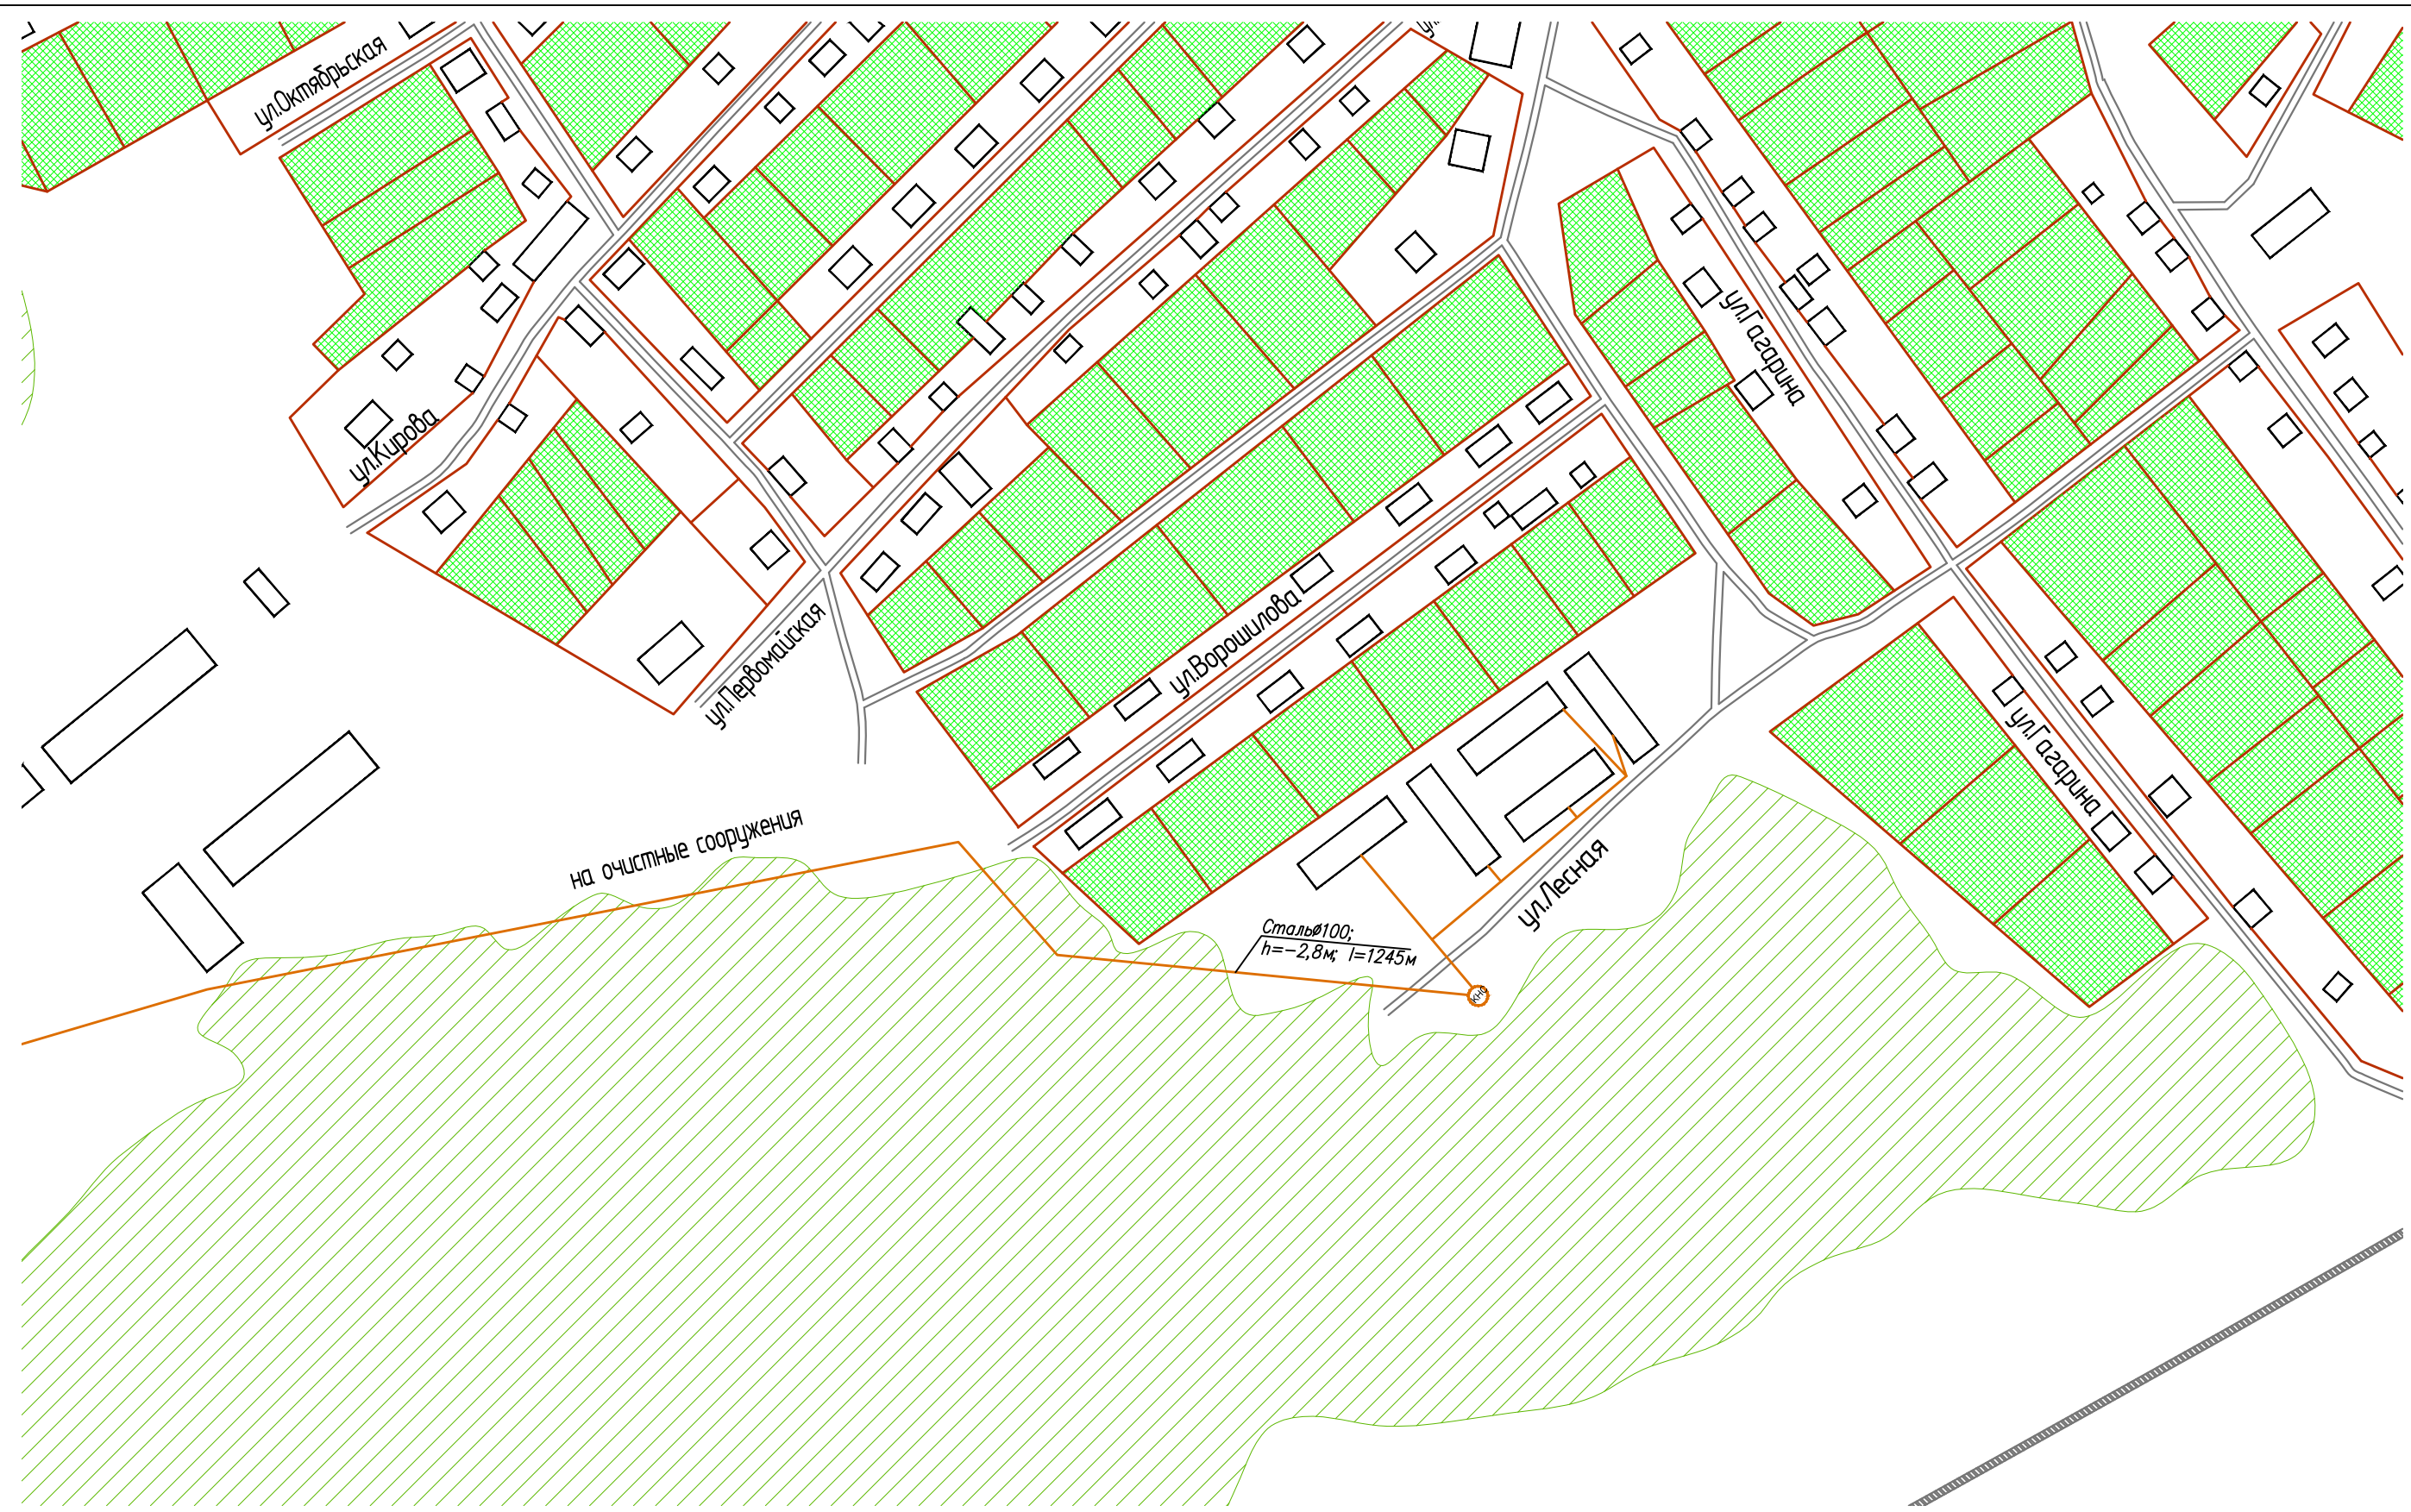 ул.Октябрьская
ул.Гагарина
ул.Кирова
ул.Ворошилова
ул.Первомайская
ул.Гагарина
на очистные сооружения
ул.Лесная
Стальø100;
h=-2,8м; l=1245м
КНС